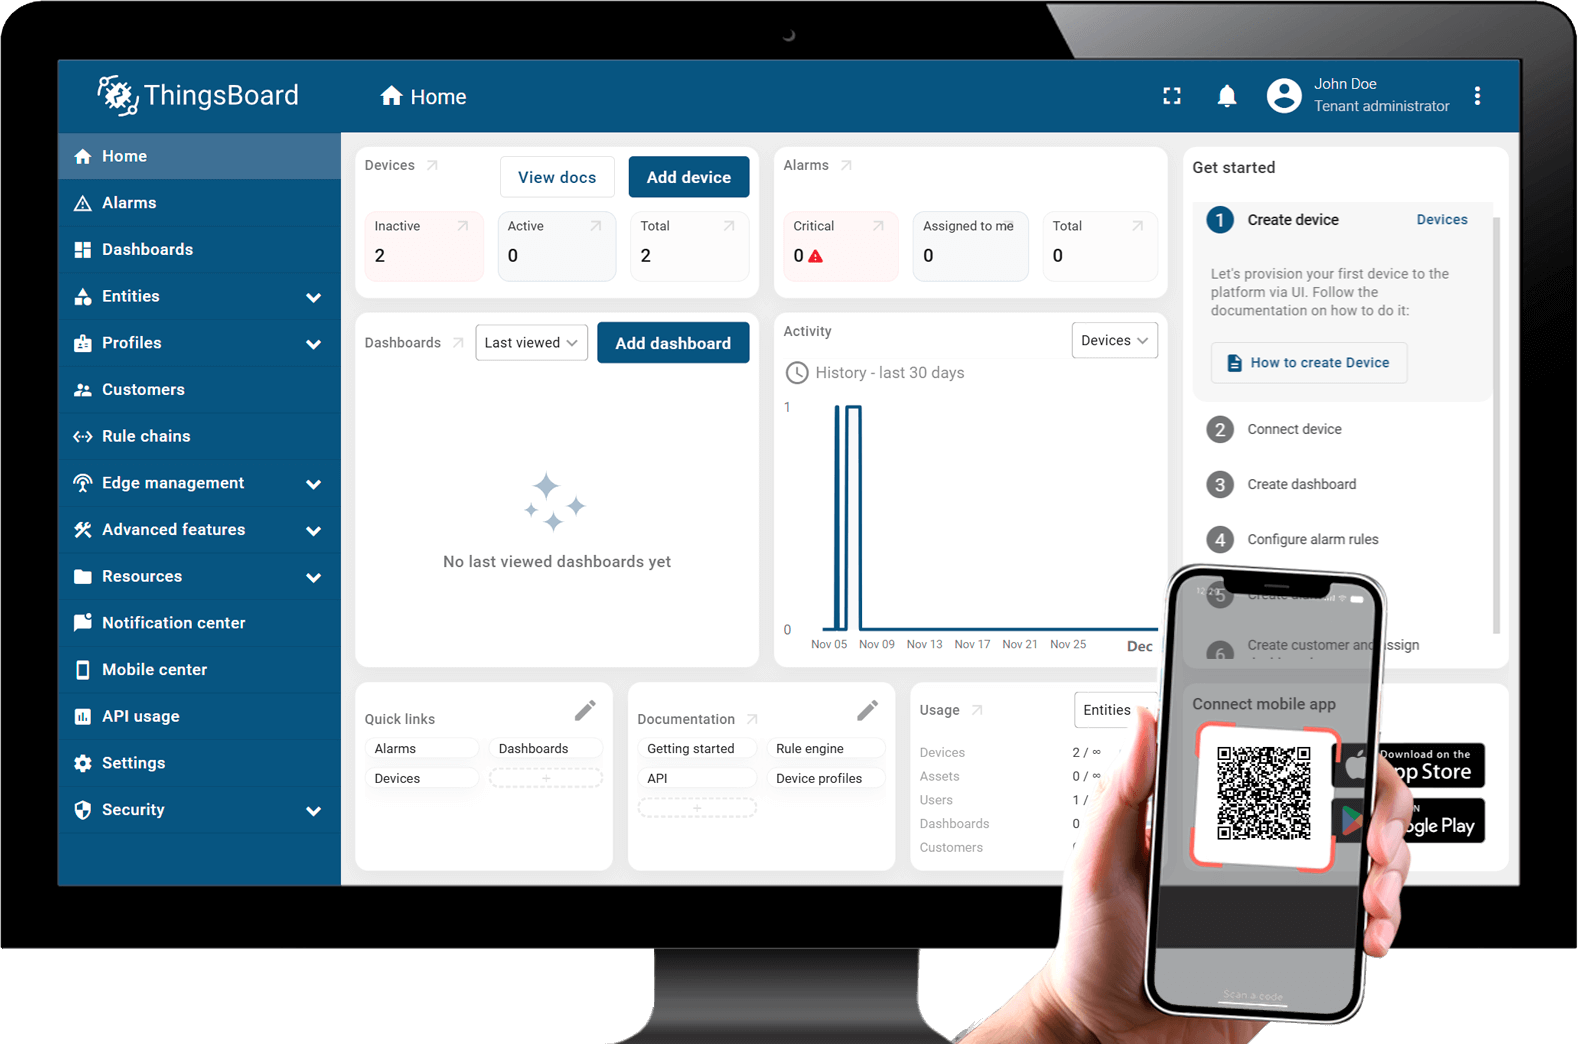 ThingsBoard
Home
John Doe
Tenant administrator
Home
Alarms
Dashboards
Entities
Profiles
Customers
Rule chains
Edge management
Advanced features
Resources
Notification center
Mobile center
API usage
Settings
Security
Devices
View docs
Add device
Inactive
2
Active
0
Total
2
Alarms
Critical
0
Assigned to me
0
Total
0
Dashboards
Last viewed
Add dashboard
No last viewed dashboards yet
Activity
Devices
History - last 30 days
1
0
Nov 05 Nov 09 Nov 13 Nov 17 Nov 21 Nov 25 Dec
Quick links
Alarms
Dashboards
Devices
+
Documentation
Getting started
Rule engine
API
Device profiles
+
Usage
Entities
Devices 2 / ∞
Assets 0 / ∞
Users 1 /
Dashboards 0
Customers
Get started
1 Create device Devices
Let's provision your first device to the
platform via UI. Follow the
documentation on how to do it:
How to create Device
2 Connect device
3 Create dashboard
4 Configure alarm rules
5 Create
6 Create customer and assign
Connect mobile app
Download on the
App Store
Google Play
Scan a code